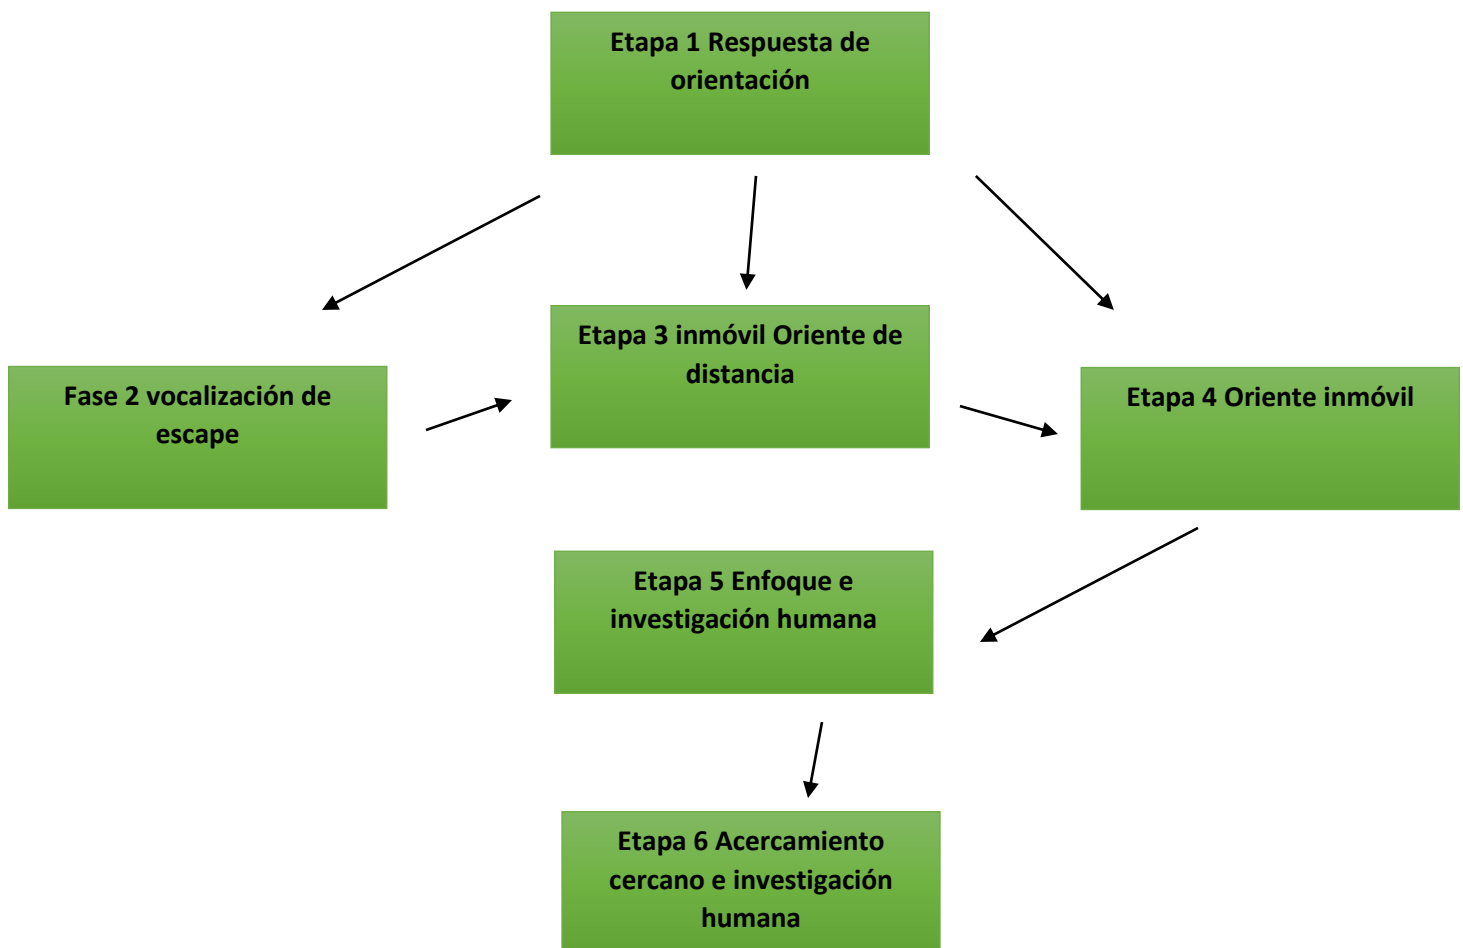 Etapa 1 Respuesta de
orientación
Etapa 3 inmóvil Oriente de
distancia
Fase 2 vocalización de
escape
Etapa 4 Oriente inmóvil
Etapa 5 Enfoque e
investigación humana
Etapa 6 Acercamiento
cercano e investigación
humana